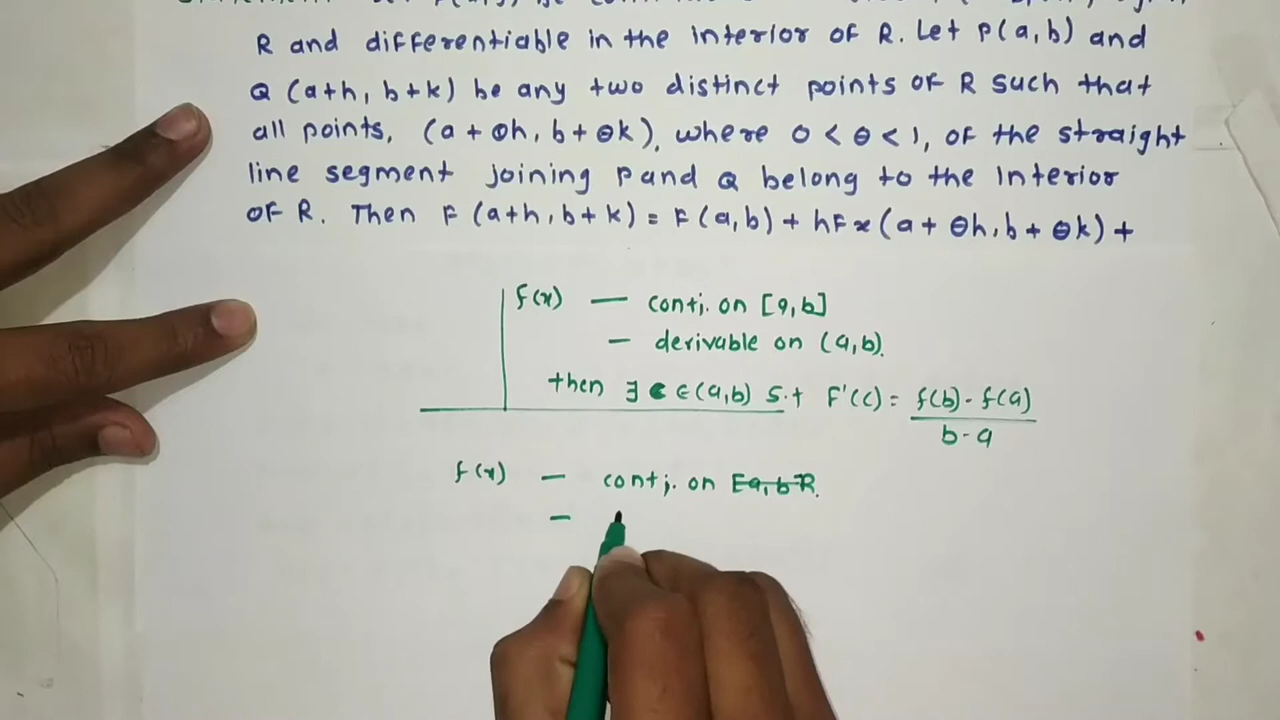 R and differentiable in the interior of R. Let P(a,b) and
Q (a+h, b+k) be any two distinct points of R such that
all points, (a + θh, b + θk), where 0 < θ < 1, of the straight
line segment joining P and Q belong to the interior
of R. Then F (a+h, b+k) = F (a,b) + hFx (a + θh, b + θk) +
f(x) — conti. on [a,b]
— derivable on (a,b).
then ∃ c ∈ (a,b) s.t F'(c) = f(b) - f(a) / b - a
f(x) — conti. on [a,b R.
—